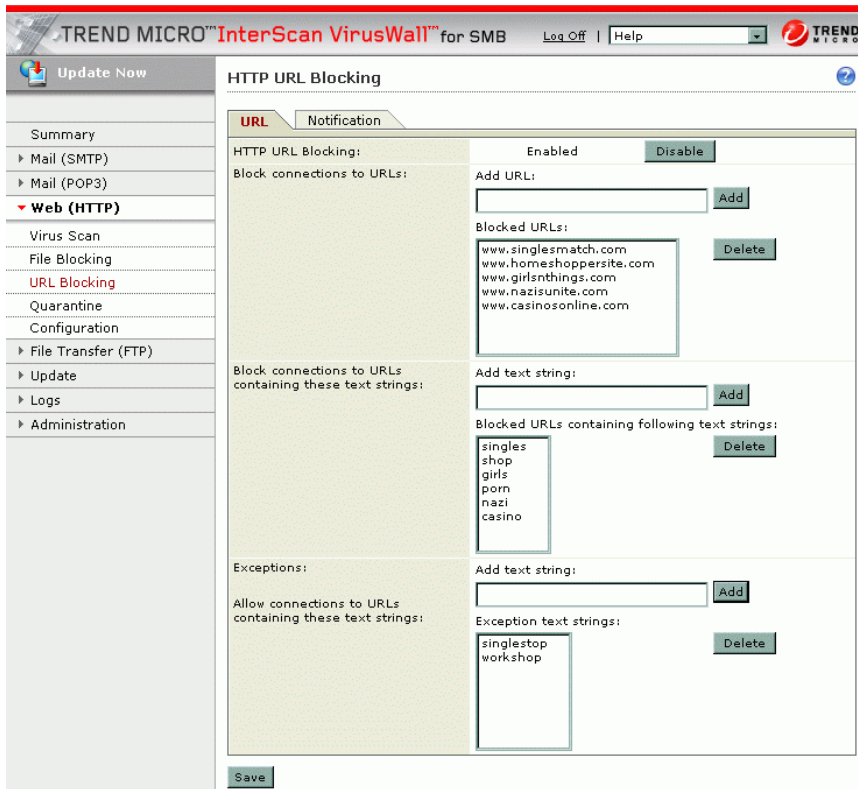 TREND MICRO™ InterScan VirusWall™ for SMB
Log Off | Help
TREND
MICRO
Update Now
Summary
Mail (SMTP)
Mail (POP3)
Web (HTTP)
Virus Scan
File Blocking
URL Blocking
Quarantine
Configuration
File Transfer (FTP)
Update
Logs
Administration
HTTP URL Blocking
?
URL
Notification
HTTP URL Blocking:
Enabled
Disable
Block connections to URLs:
Add URL:
Add
Blocked URLs:
www.singlesmatch.com
www.homeshoppersite.com
www.girlsnthings.com
www.nazisunite.com
www.casinosonline.com
Delete
Block connections to URLs
containing these text strings:
Add text string:
Add
Blocked URLs containing following text strings:
singles
shop
girls
porn
nazi
casino
Delete
Exceptions:
Allow connections to URLs
containing these text strings:
Add text string:
Add
Exception text strings:
singlestop
workshop
Delete
Save